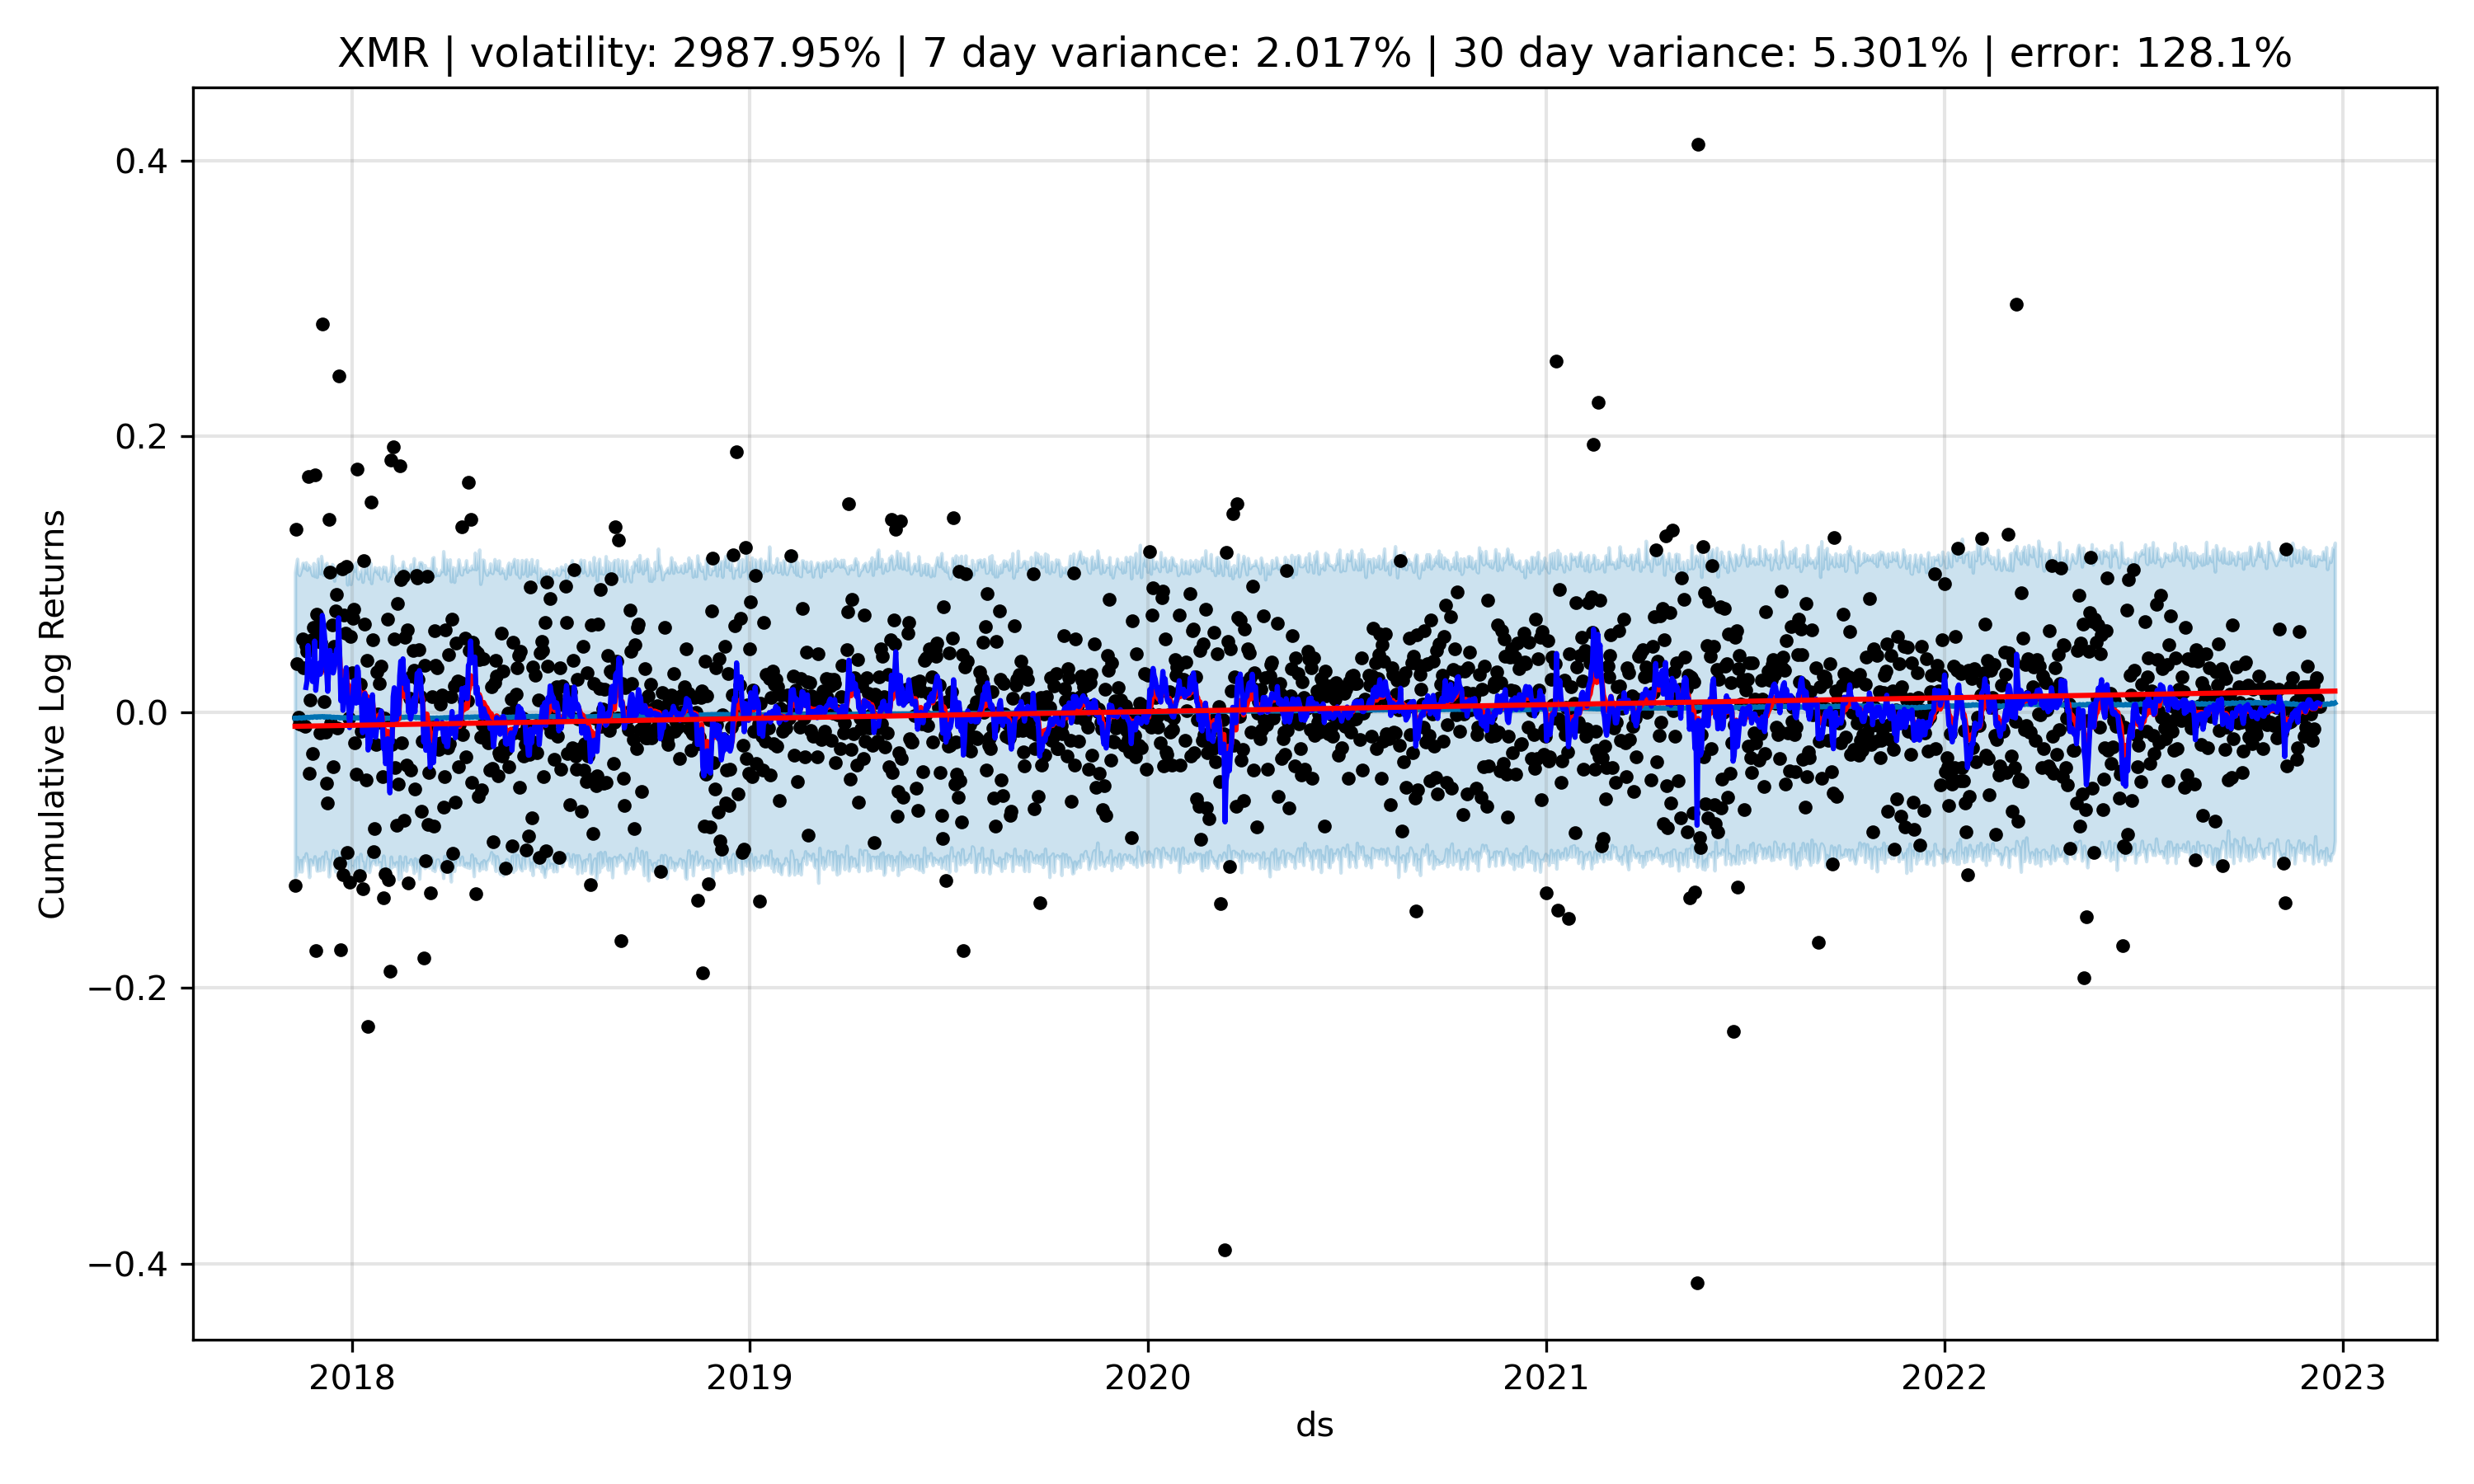 XMR | volatility: 2987.95% | 7 day variance: 2.017% | 30 day variance: 5.301% | error: 128.1%
Cumulative Log Returns
0.4
0.2
0.0
−0.2
−0.4
2018 2019 2020 2021 2022 2023
ds